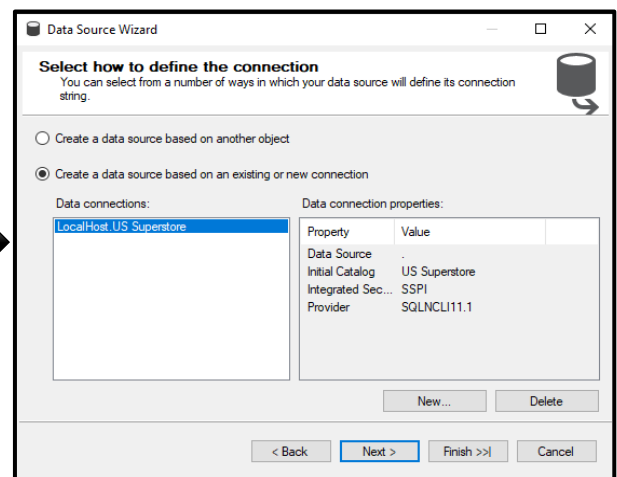 Data Source Wizard
Select how to define the connection
You can select from a number of ways in which your data source will define its connection
string.
Create a data source based on another object
Create a data source based on an existing or new connection
Data connections:
Data connection properties:
LocalHost.US Superstore
Property Value
Data Source .
Initial Catalog US Superstore
Integrated Sec... SSPI
Provider SQLNCLI11.1
New... Delete
< Back Next > Finish >>| Cancel